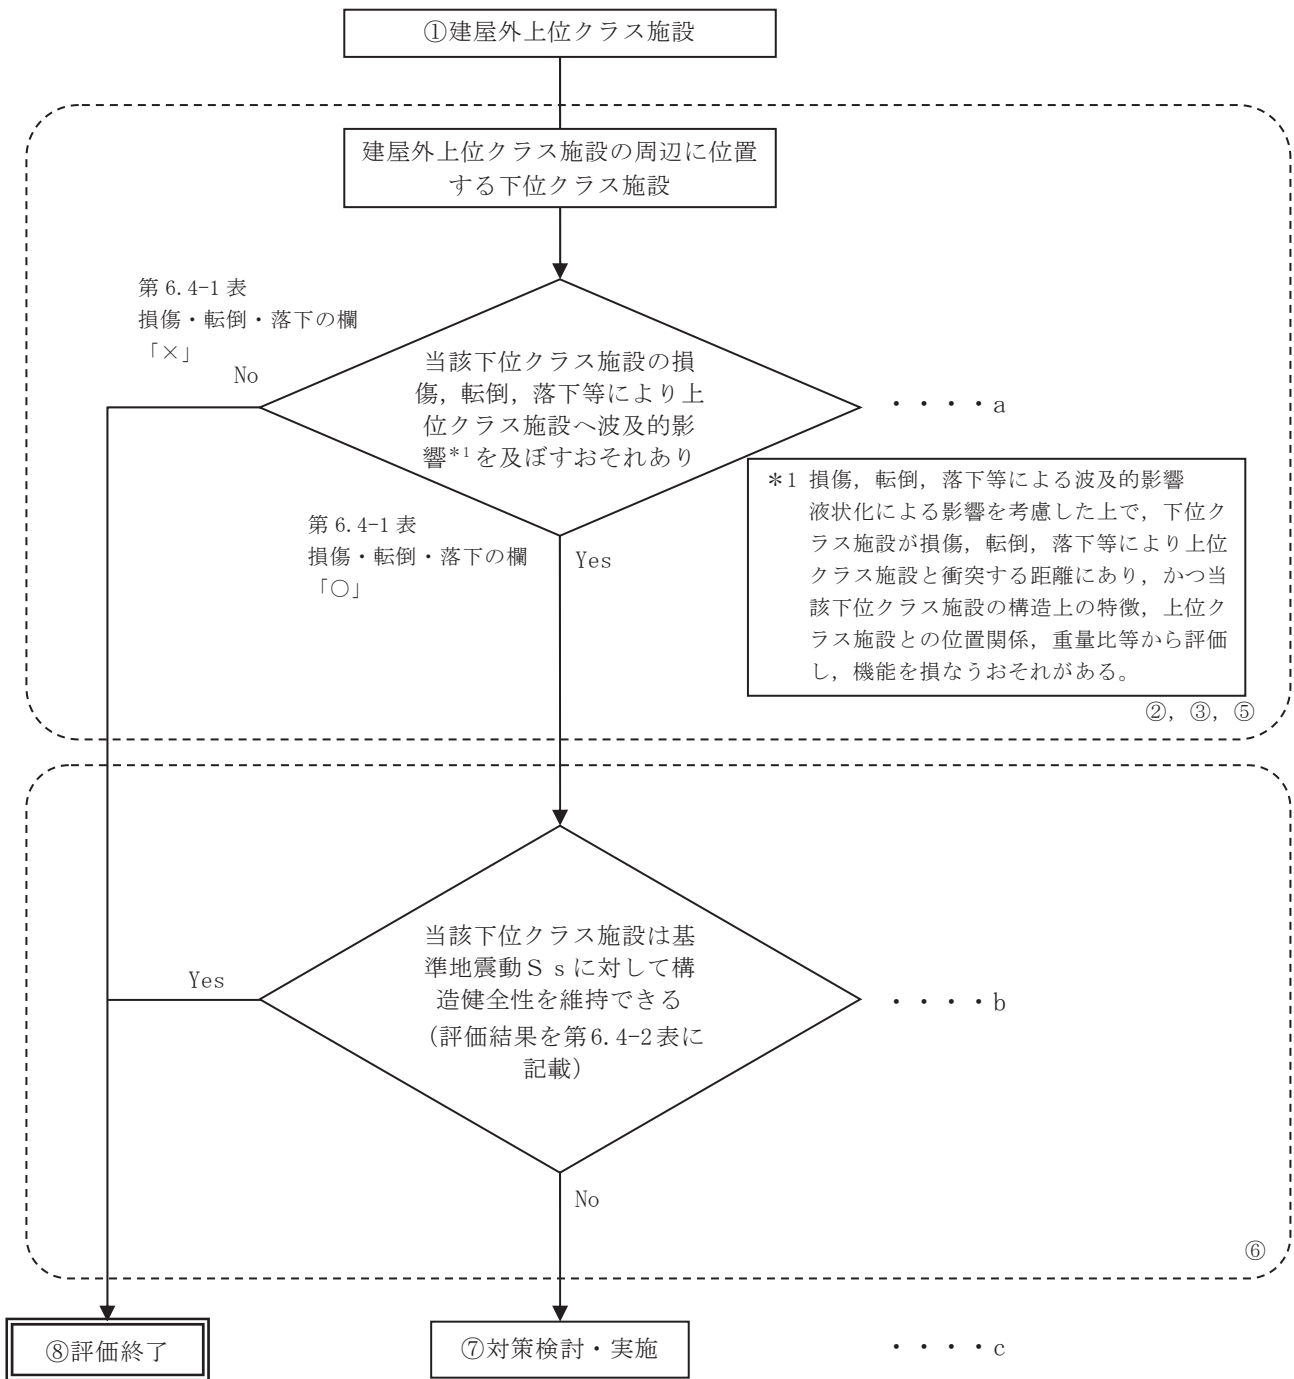 ①建屋外上位クラス施設
建屋外上位クラス施設の周辺に位置
する下位クラス施設
第 6.4-1 表
損傷・転倒・落下の欄
「×」
No
当該下位クラス施設の損
傷，転倒，落下等により上
位クラス施設へ波及的影
響*1を及ぼすおそれあり
・・・・a
＊1 損傷，転倒，落下等による波及的影響
液状化による影響を考慮した上で，下位ク
ラス施設が損傷，転倒，落下等により上位
クラス施設と衝突する距離にあり，かつ当
該下位クラス施設の構造上の特徴，上位ク
ラス施設との位置関係，重量比等から評価
し，機能を損なうおそれがある。
第 6.4-1 表
損傷・転倒・落下の欄
「○」
Yes
②，③，⑤
当該下位クラス施設は基
準地震動Ｓｓに対して構
造健全性を維持できる
（評価結果を第6.4-2表に
記載）
Yes
・・・・b
No
⑥
⑧評価終了
⑦対策検討・実施
・・・・c